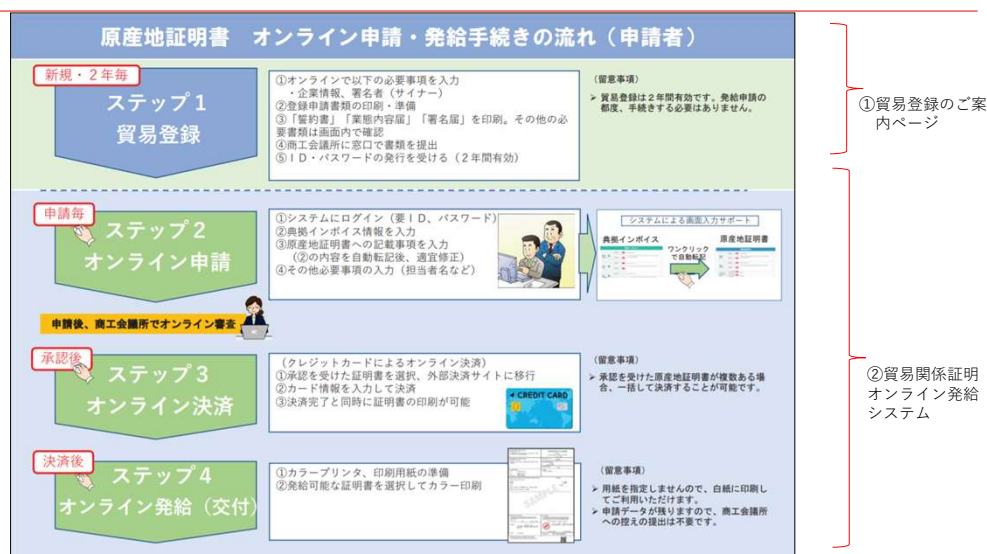 原産地証明書　オンライン申請・発給手続きの流れ（申請者）
新規・２年毎
ステップ１
貿易登録
①オンラインで以下の必要事項を入力
・企業情報、署名者（サイナー）
②登録申請書類の印刷・準備
③「誓約書」「業態内容届」「署名届」を印刷。その他の必
要書類は画面内で確認
④商工会議所に窓口で書類を提出
⑤ＩＤ・パスワードの発行を受ける（２年間有効）
（留意事項）
➤ 貿易登録は２年間有効です。発給申請の
都度、手続きする必要はありません。
①貿易登録のご案
内ページ
申請毎
ステップ２
オンライン申請
①システムにログイン（要ＩＤ、パスワード）
②典拠インボイス情報を入力
③原産地証明書への記載事項を入力
（②の内容を自動転記後、適宜修正）
④その他必要事項の入力（担当者名など）
システムによる画面入力サポート
典拠インボイス
ワンクリック
で自動転記
原産地証明書
申請後、商工会議所でオンライン審査
承認後
ステップ３
オンライン決済
（クレジットカードによるオンライン決済）
①承認を受けた証明書を選択、外部決済サイトに移行
②カード情報を入力して決済
③決済完了と同時に証明書の印刷が可能
CREDIT CARD
（留意事項）
➤ 承認を受けた原産地証明書が複数ある場
合、一括して決済することが可能です。
②貿易関係証明
オンライン発給
システム
決済後
ステップ４
オンライン発給（交付）
①カラープリンタ、印刷用紙の準備
②発給可能な証明書を選択してカラー印刷
SAMPLE
（留意事項）
➤ 用紙を指定しませんので、白紙に印刷し
てご利用いただけます。
➤ 申請データが残りますので、商工会議所
への控えの提出は不要です。